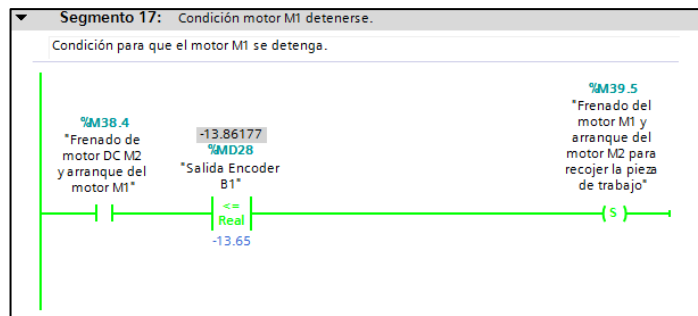 Segmento 17: Condición motor M1 detenerse.
Condición para que el motor M1 se detenga.
%M38.4
"Frenado de
motor DC M2
y arranque del
motor M1"
-13.86177
%MD28
"Salida Encoder
B1"
<=
Real
-13.65
%M39.5
"Frenado del
motor M1 y
arranque del
motor M2 para
recojer la pieza
de trabajo"
S